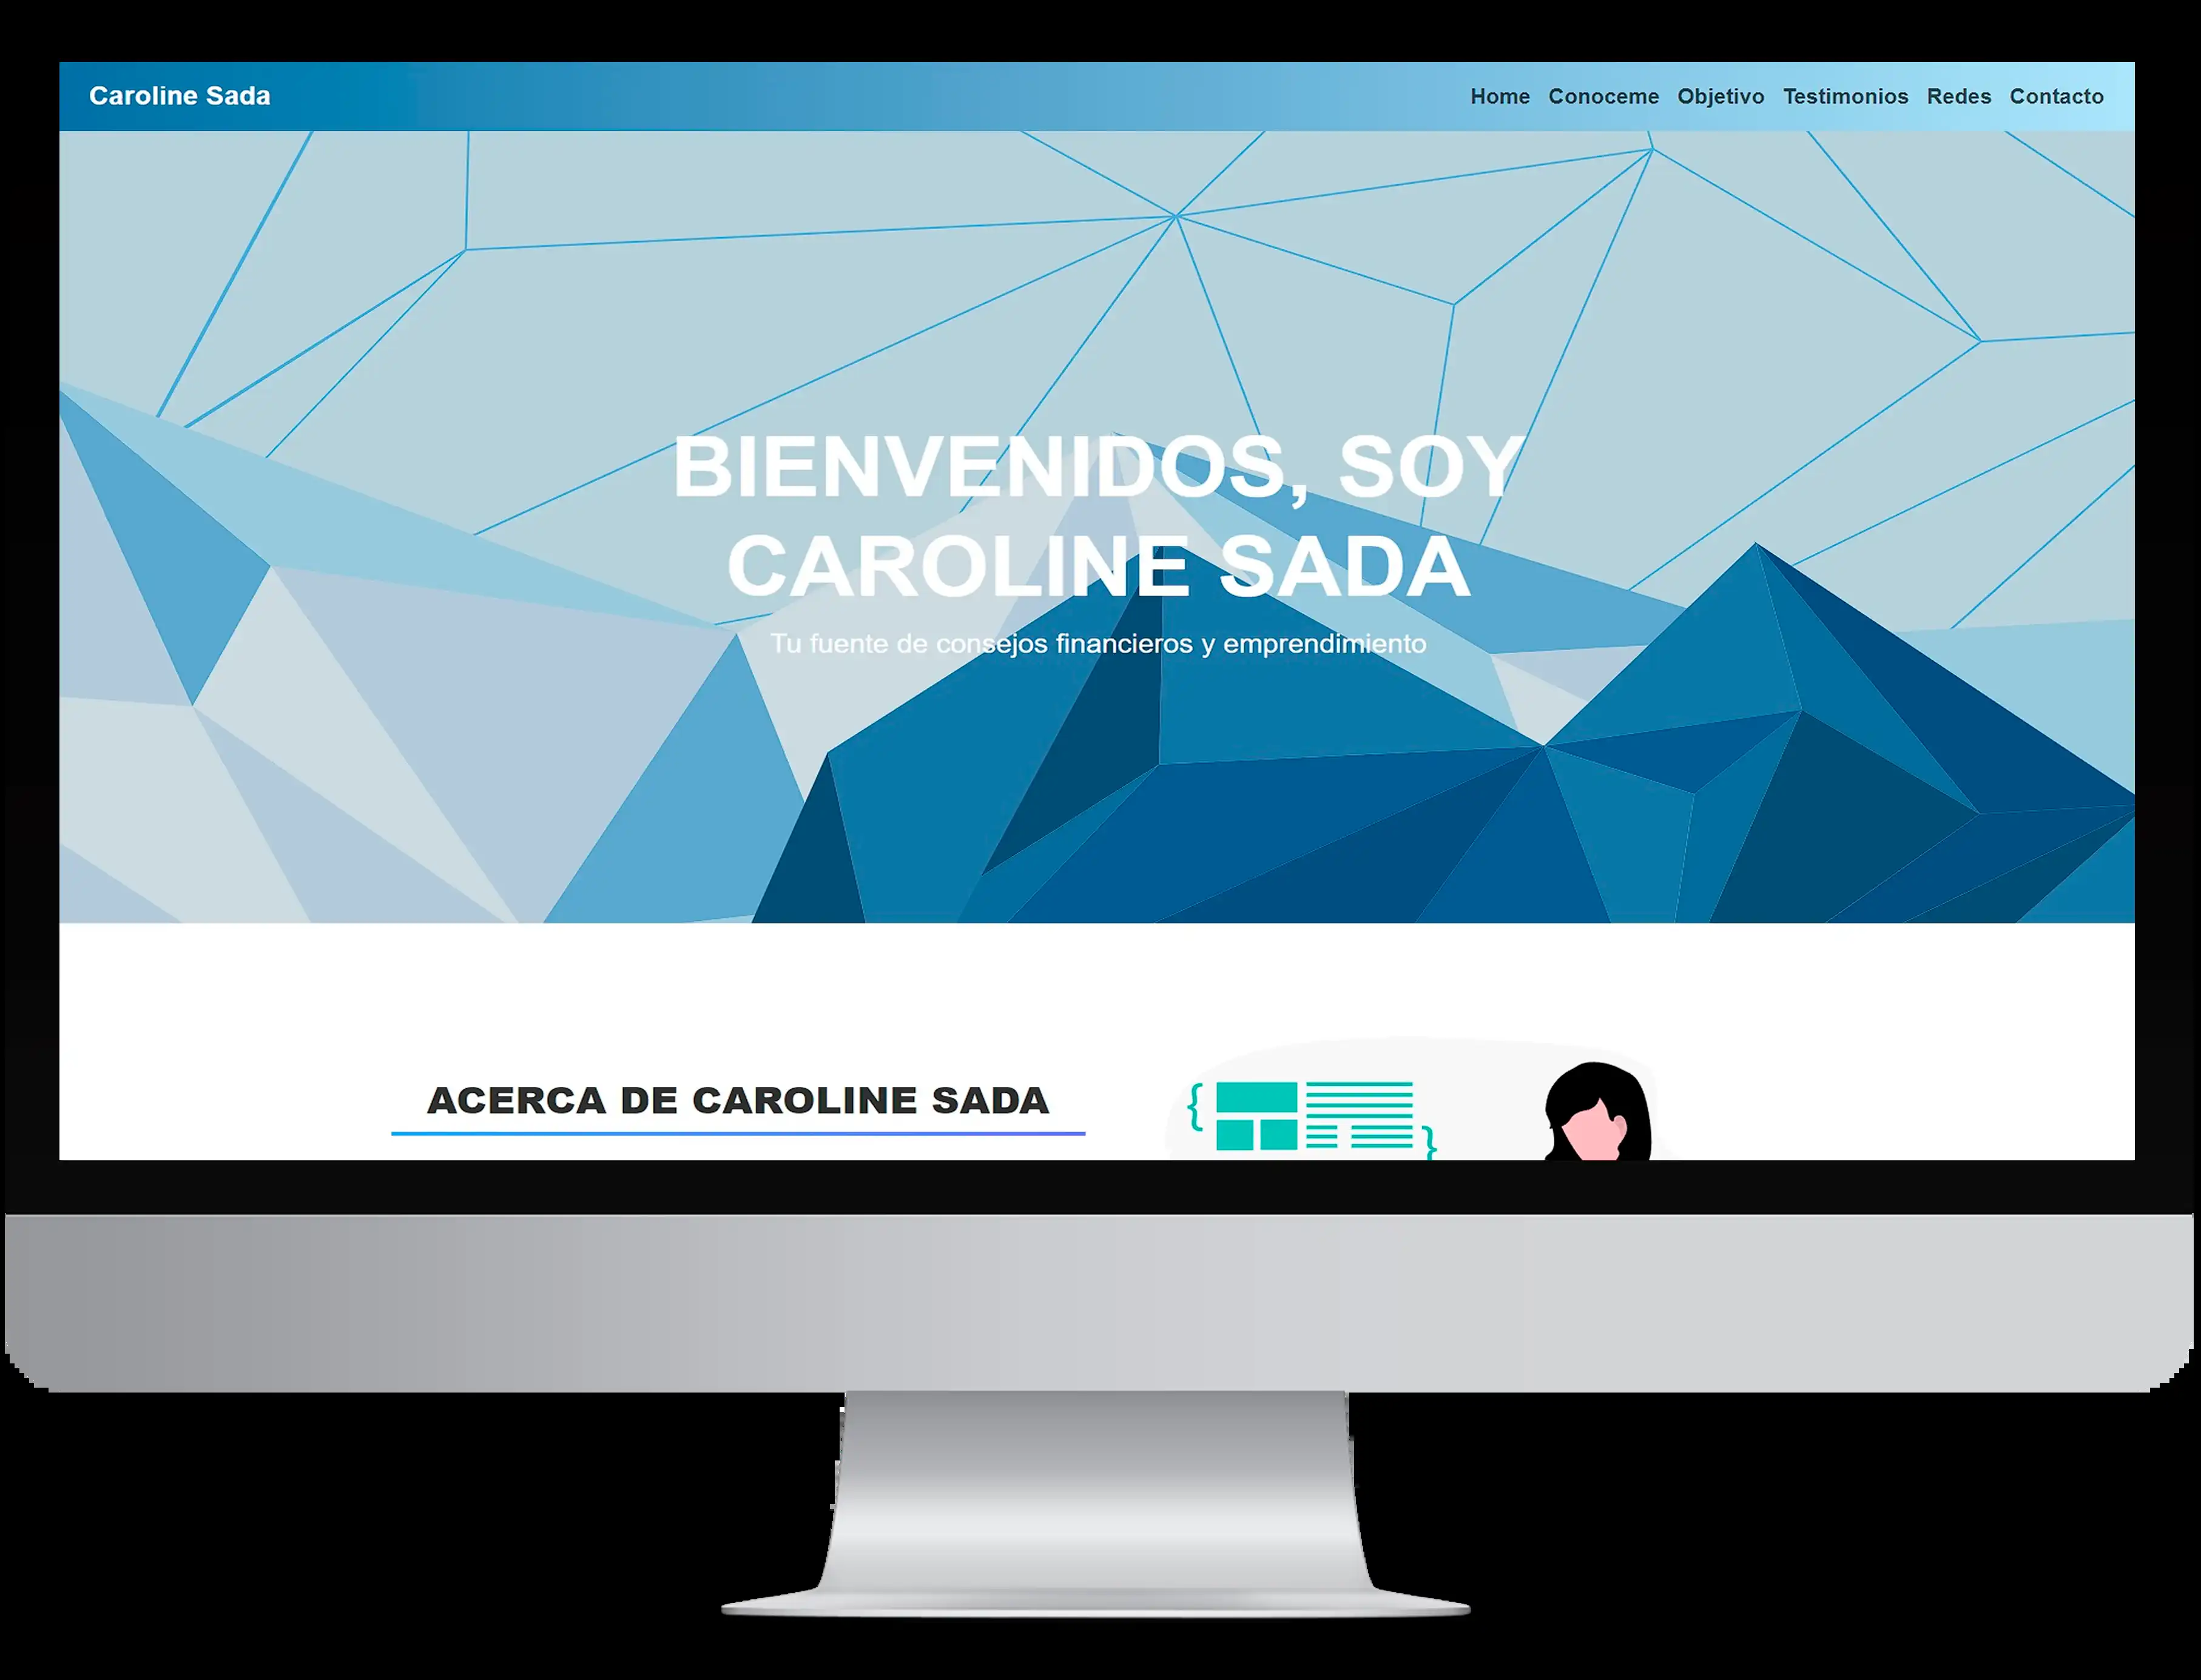 Caroline Sada
Home Conoceme Objetivo Testimonios Redes Contacto
BIENVENIDOS, SOY
CAROLINE SADA
Tu fuente de consejos financieros y emprendimiento
ACERCA DE CAROLINE SADA
{
}